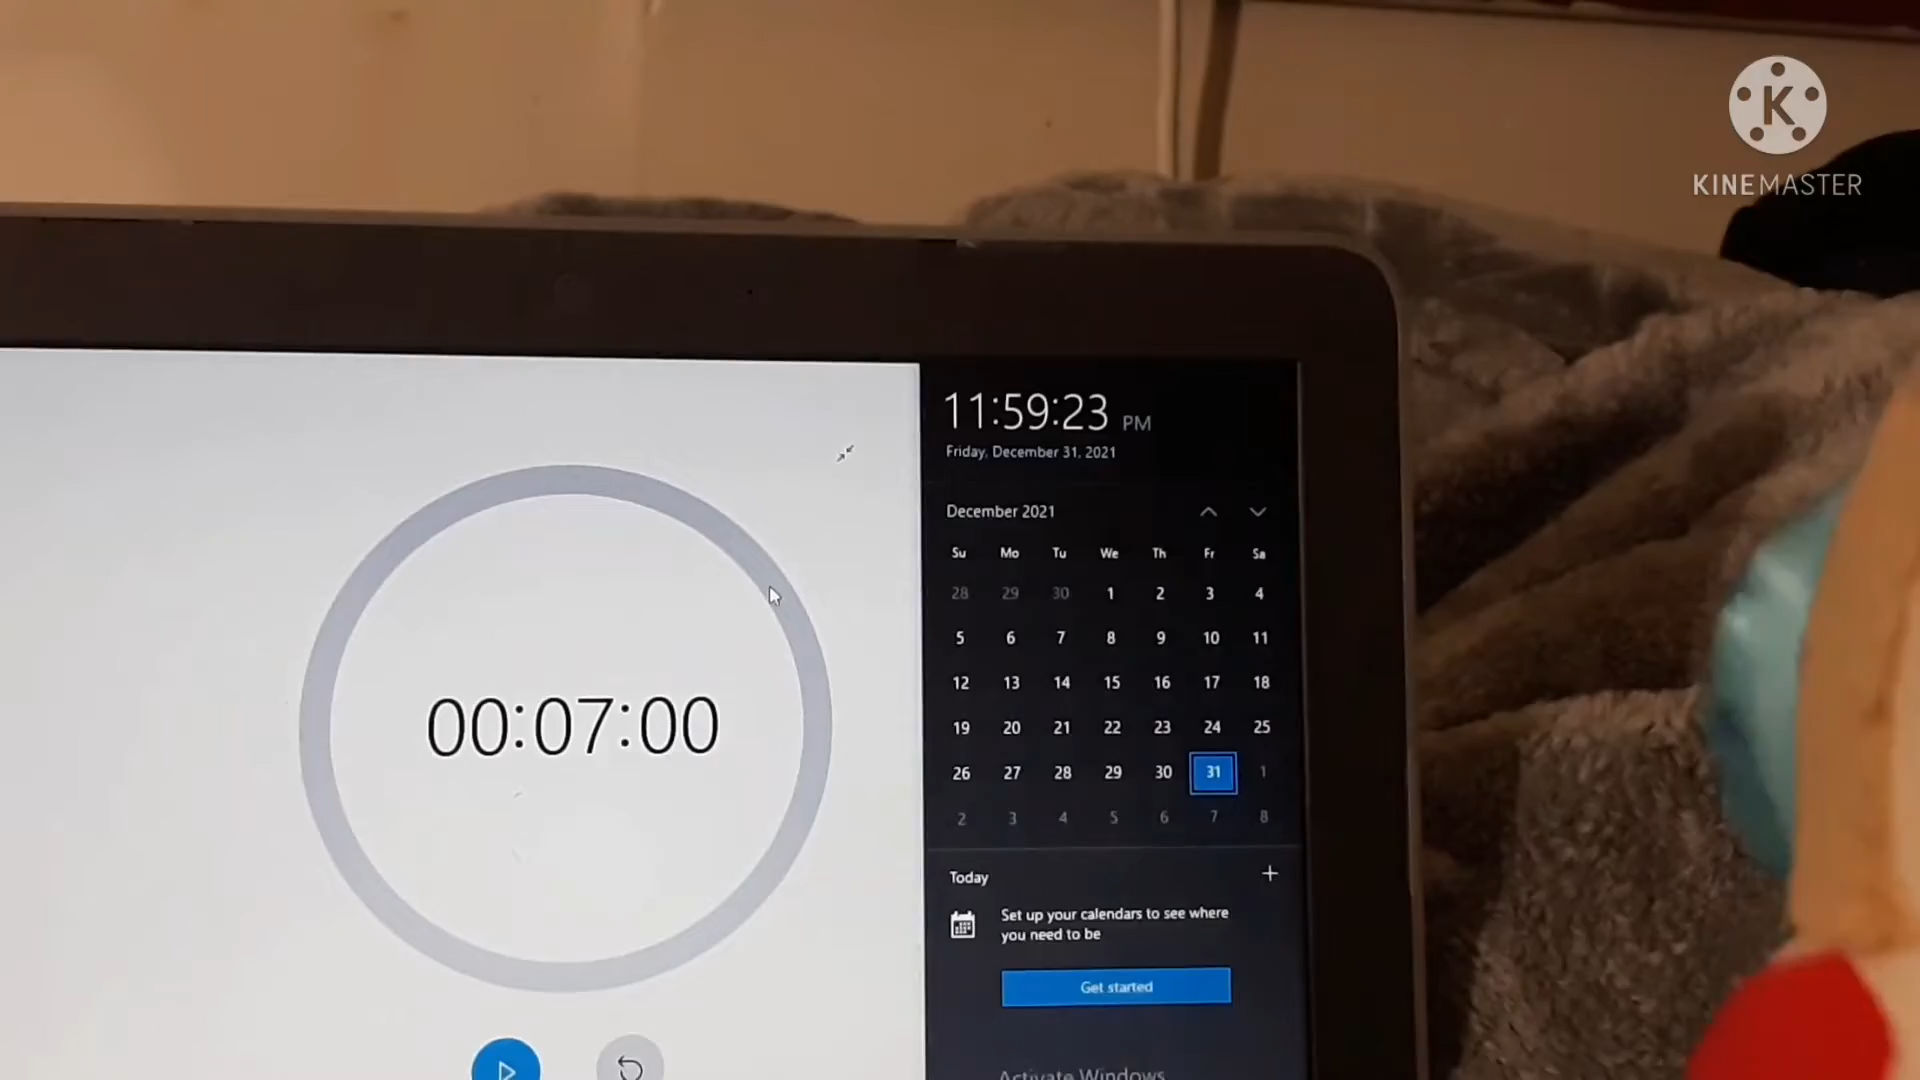 K
KINEMASTER
11:59:23 PM
Friday, December 31, 2021
December 2021
Su Mo Tu We Th Fr Sa
28 29 30 1 2 3 4
5 6 7 8 9 10 11
12 13 14 15 16 17 18
19 20 21 22 23 24 25
26 27 28 29 30 31 1
2 3 4 5 6 7 8
00:07:00
Today
Set up your calendars to see where
you need to be
Get started
Activate Windows